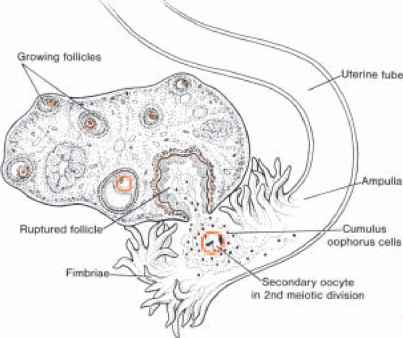 Growing follicles
Uterine tube
Ampulla
Ruptured follicle
Cumulus
oophorus cells
Fimbriae
Secondary oocyte
in 2nd meiotic division